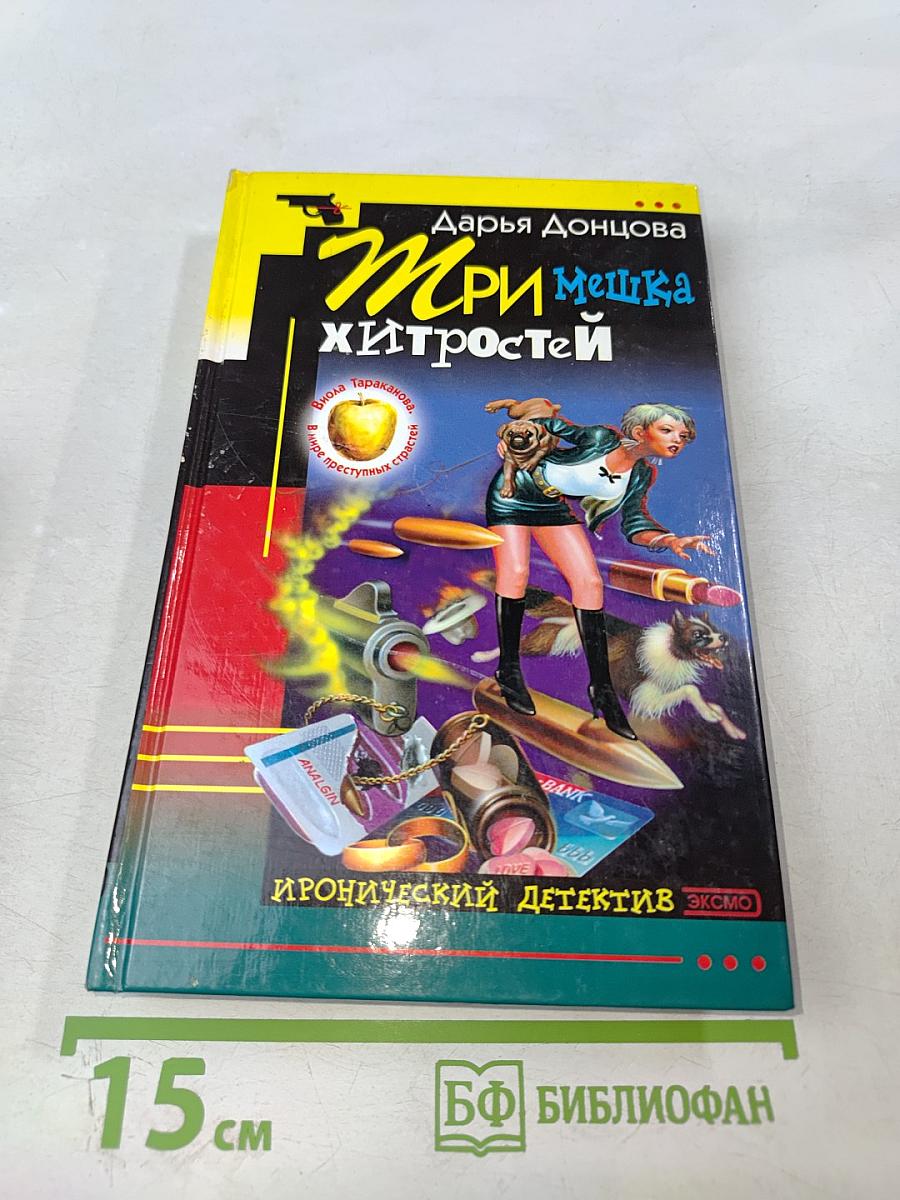 Дарья Донцова
Три мешка
хитростей
Виола Тараканова.
В мире преступных страстей
ANALGIN
-BANK
666
LOVE
ИРОНИЧЕСКИЙ ДЕТЕКТИВ ЭКСМО
15 см
БФ БИБЛИОФАН